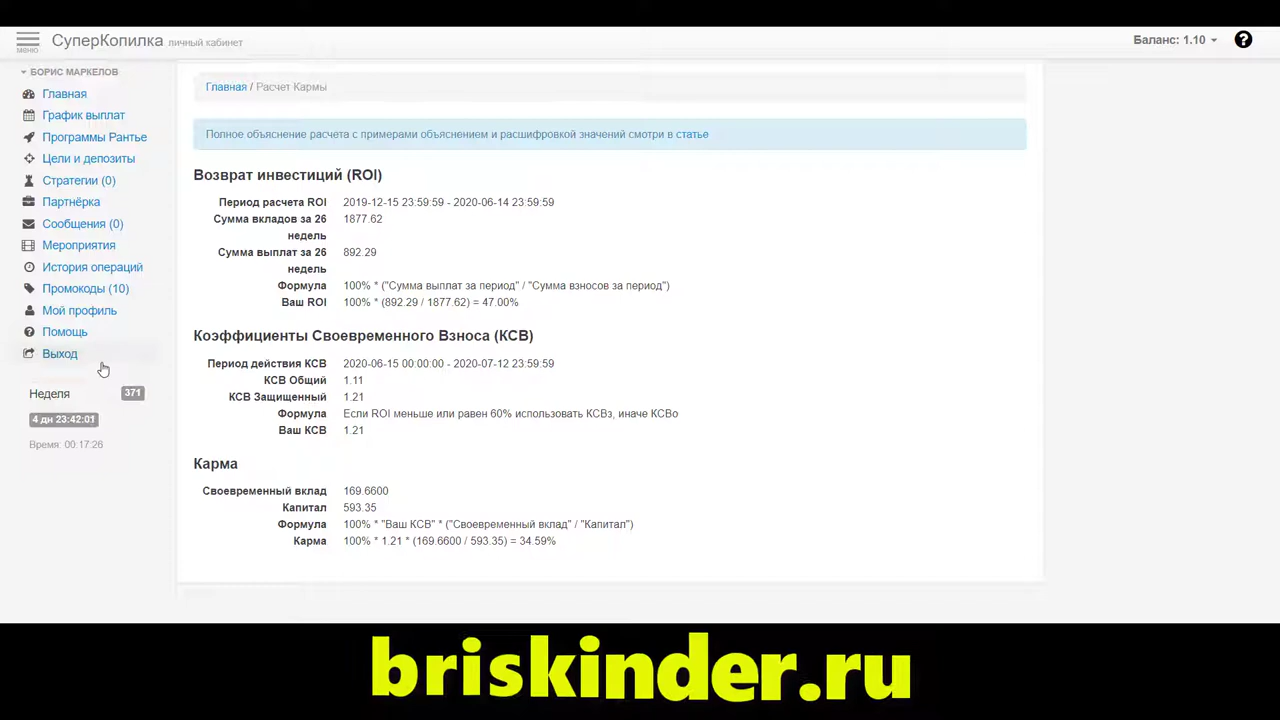 СуперКопилка личный кабинет
меню
Баланс: 1.10
БОРИС МАРКЕЛОВ
Главная
График выплат
Программы Рантье
Цели и депозиты
Стратегии (0)
Партнёрка
Сообщения (0)
Мероприятия
История операций
Промокоды (10)
Мой профиль
Помощь
Выход
Неделя 371
4 дн 23:42:01
Время: 00:17:26
Главная / Расчет Кармы
Полное объяснение расчета с примерами объяснением и расшифровкой значений смотри в статье
Возврат инвестиций (ROI)
Период расчета ROI 2019-12-15 23:59:59 - 2020-06-14 23:59:59
Сумма вкладов за 26 1877.62
недель
Сумма выплат за 26 892.29
недель
Формула 100% * ("Сумма выплат за период" / "Сумма взносов за период")
Ваш ROI 100% * (892.29 / 1877.62) = 47.00%
Коэффициенты Своевременного Взноса (КСВ)
Период действия КСВ 2020-06-15 00:00:00 - 2020-07-12 23:59:59
КСВ Общий 1.11
КСВ Защищенный 1.21
Формула Если ROI меньше или равен 60% использовать КСВз, иначе КСВо
Ваш КСВ 1.21
Карма
Своевременный вклад 169.6600
Капитал 593.35
Формула 100% * "Ваш КСВ" * ("Своевременный вклад" / "Капитал")
Карма 100% * 1.21 * (169.6600 / 593.35) = 34.59%
briskinder.ru